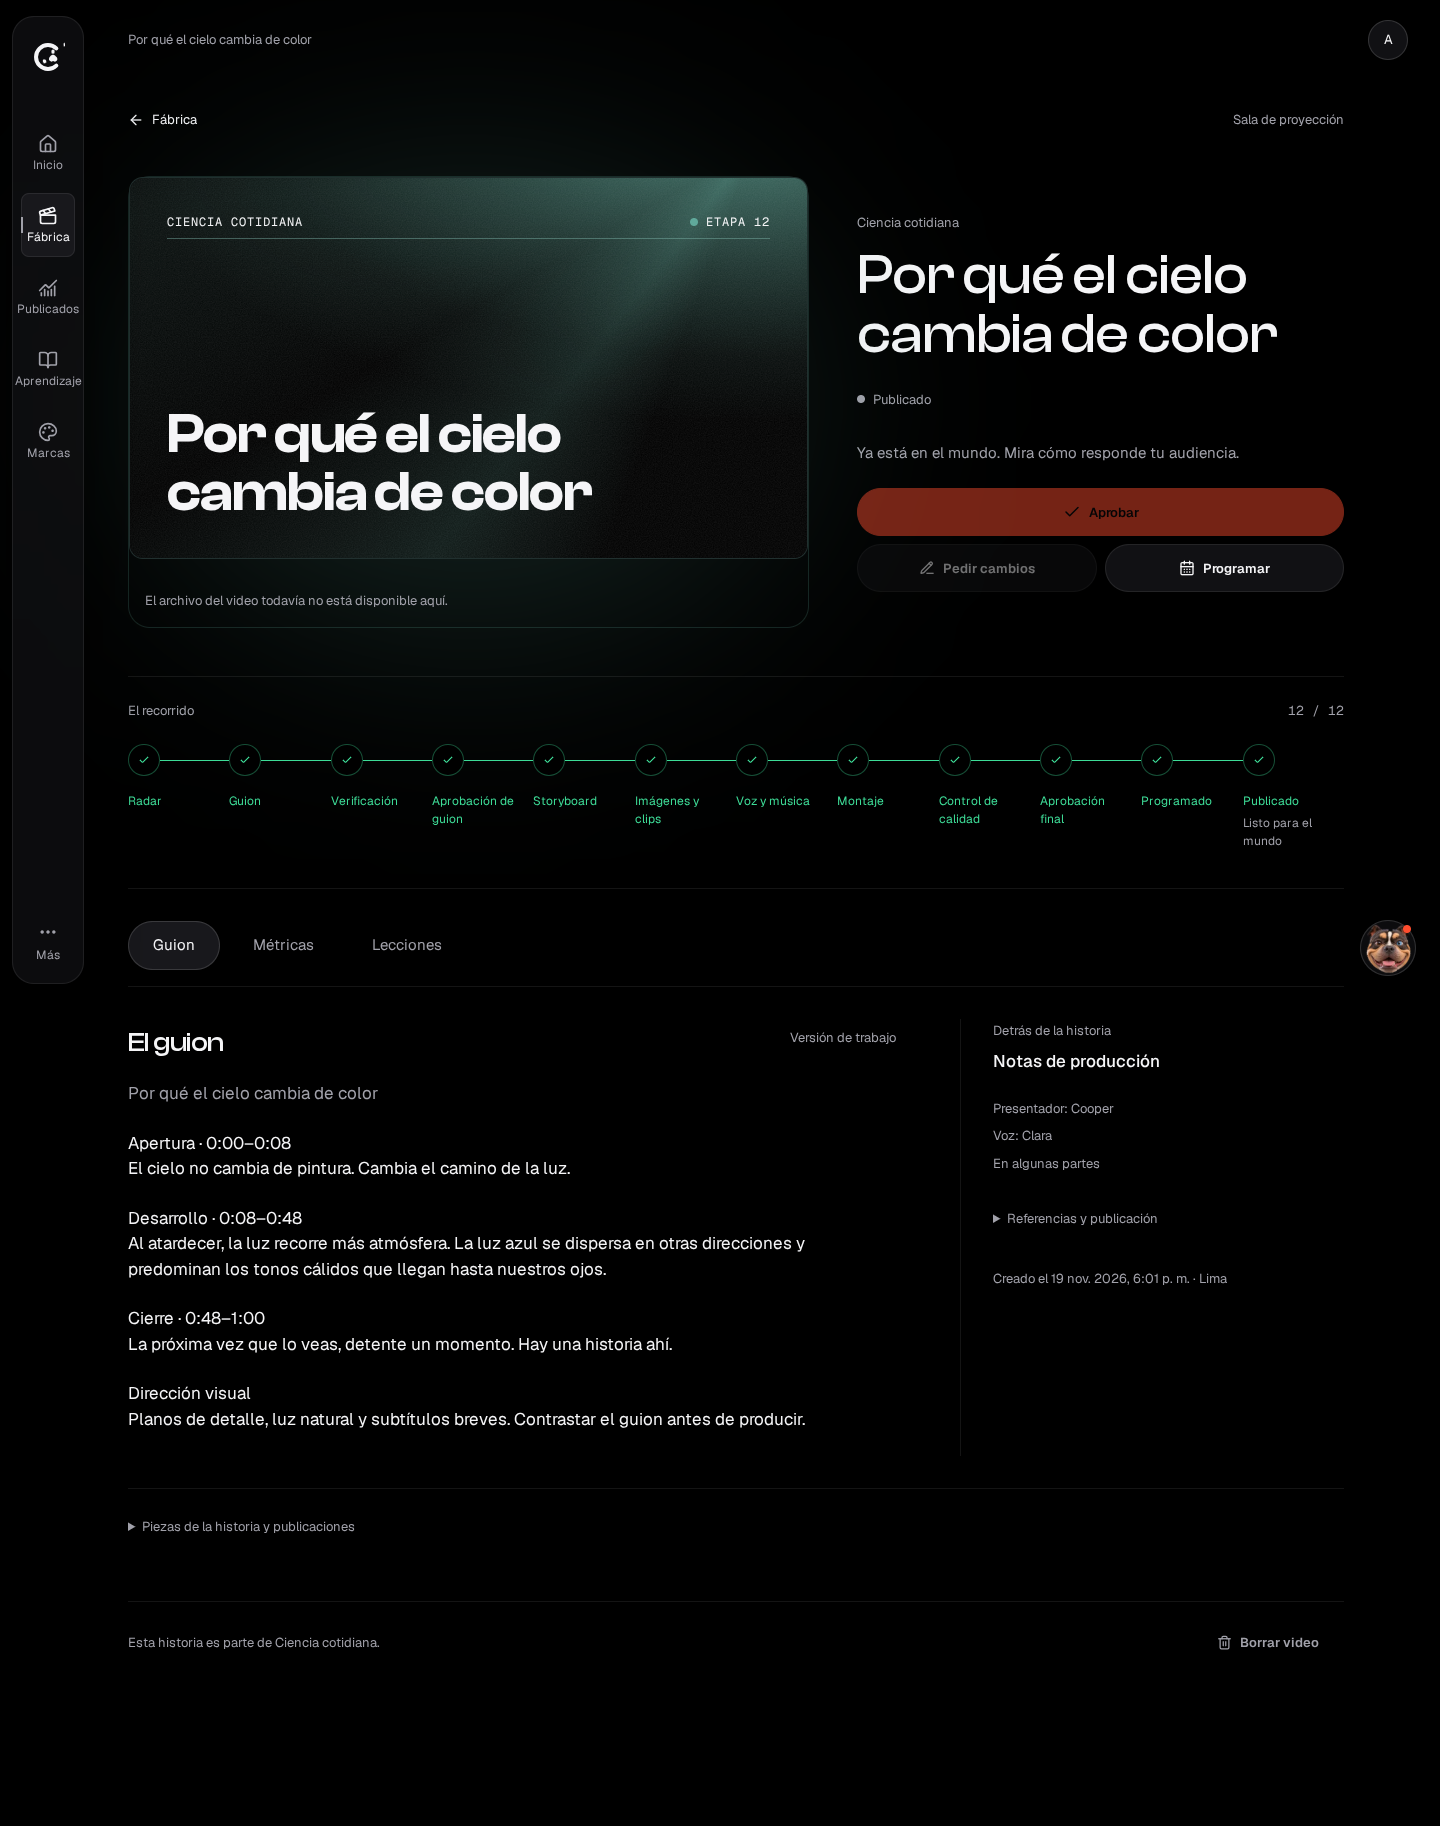 Por qué el cielo cambia de color
A
Inicio
Fábrica
Publicados
Aprendizaje
Marcas
Más
Fábrica
Sala de proyección
CIENCIA COTIDIANA
ETAPA 12
Por qué el cielo
cambia de color
El archivo del video todavía no está disponible aquí.
Ciencia cotidiana
Por qué el cielo
cambia de color
Publicado
Ya está en el mundo. Mira cómo responde tu audiencia.
Aprobar
Pedir cambios
Programar
El recorrido
12 / 12
Radar
Guion
Verificación
Aprobación de
guion
Storyboard
Imágenes y
clips
Voz y música
Montaje
Control de
calidad
Aprobación
final
Programado
Publicado
Listo para el
mundo
Guion
Métricas
Lecciones
El guion
Versión de trabajo
Por qué el cielo cambia de color
Apertura · 0:00–0:08
El cielo no cambia de pintura. Cambia el camino de la luz.
Desarrollo · 0:08–0:48
Al atardecer, la luz recorre más atmósfera. La luz azul se dispersa en otras direcciones y
predominan los tonos cálidos que llegan hasta nuestros ojos.
Cierre · 0:48–1:00
La próxima vez que lo veas, detente un momento. Hay una historia ahí.
Dirección visual
Planos de detalle, luz natural y subtítulos breves. Contrastar el guion antes de producir.
Detrás de la historia
Notas de producción
Presentador: Cooper
Voz: Clara
En algunas partes
Referencias y publicación
Creado el 19 nov. 2026, 6:01 p. m. · Lima
Piezas de la historia y publicaciones
Esta historia es parte de Ciencia cotidiana.
Borrar video